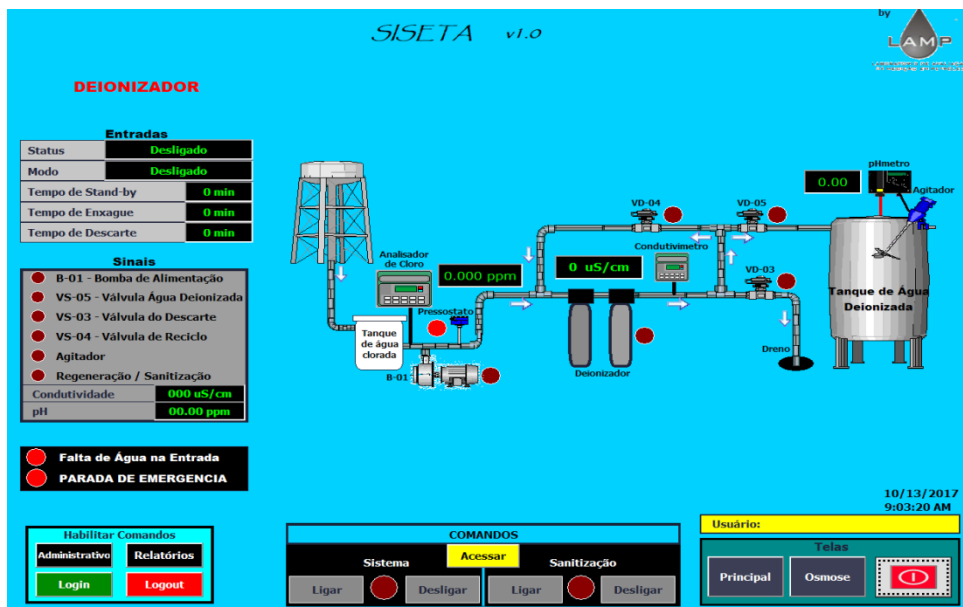 by
SISETA v1.0
LAMP
DEIONIZADOR
Entradas
Status Desligado
Modo Desligado
Tempo de Stand-by 0 min
Tempo de Enxague 0 min
Tempo de Descarte 0 min
Sinais
B-01 - Bomba de Alimentação
VS-05 - Válvula Água Deionizada
VS-03 - Válvula do Descarte
VS-04 - Válvula de Reciclo
Agitador
Regeneração / Sanitização
Condutividade 000 uS/cm
pH 00.00 ppm
Falta de Água na Entrada
PARADA DE EMERGENCIA
pHmetro
0.00
Agitador
VD-04
VD-05
Analisador
de Cloro
0.000 ppm
0 uS/cm
Condutivimetro
VD-03
Pressostato
Tanque
de água
clorada
B-01
Deionizador
Dreno
Tanque de Água
Deionizada
10/13/2017
9:03:20 AM
Habilitar Comandos
Administrativo Relatórios
Login Logout
COMANDOS
Acessar
Sistema Sanitização
Ligar Desligar Ligar Desligar
Usuário:
Telas
Principal Osmose